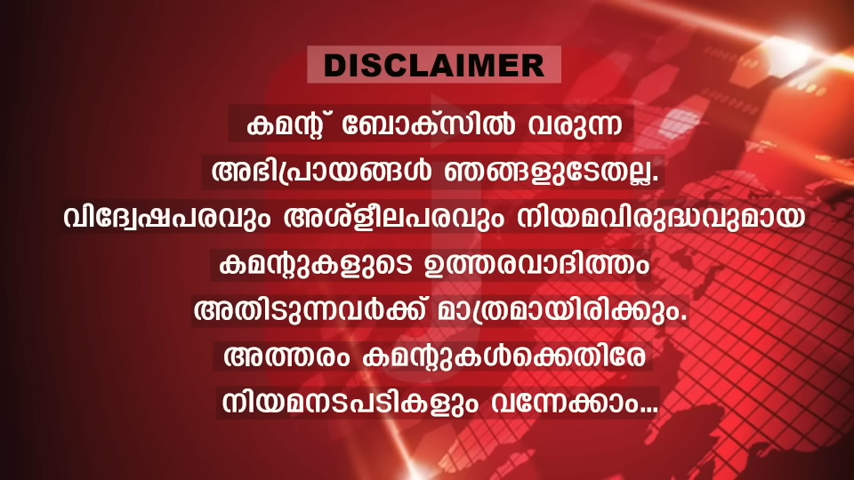 DISCLAIMER
കമന്റ് ബോക്സിൽ വരുന്ന
അഭിപ്രായങ്ങൾ ഞങ്ങളുടേതല്ല.
വിദ്വേഷപരവും അശ്ളീലപരവും നിയമവിരുദ്ധവുമായ
കമന്റുകളുടെ ഉത്തരവാദിത്തം
അതിടുന്നവർക്ക് മാത്രമായിരിക്കും.
അത്തരം കമന്റുകൾക്കെതിരേ
നിയമനടപടികളും വന്നേക്കാം...